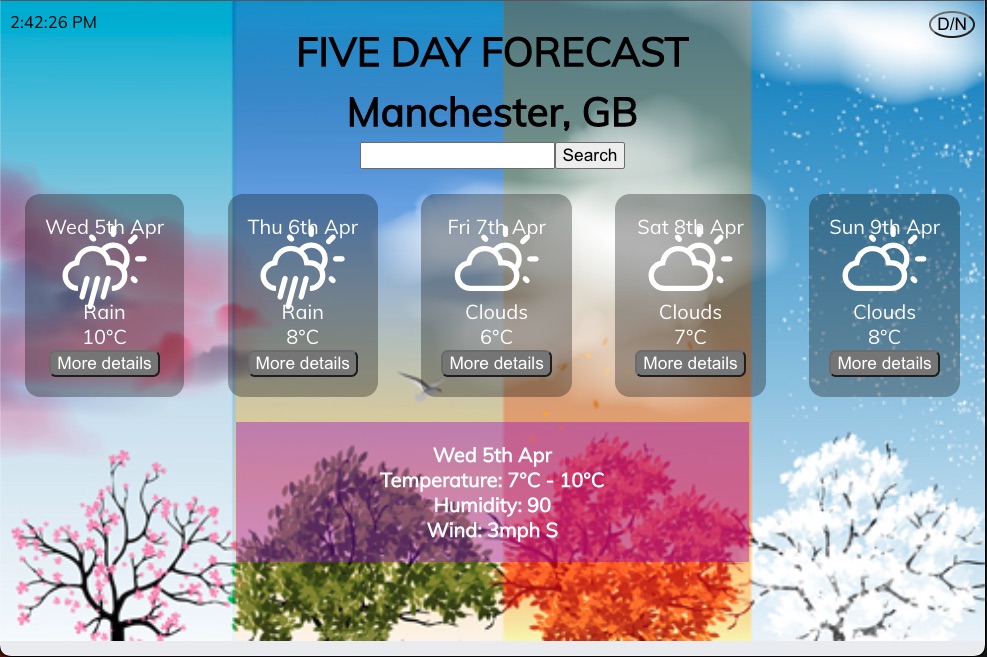 2:42:26 PM
D/N
FIVE DAY FORECAST
Manchester, GB
Search
Wed 5th Apr
Rain
10°C
More details
Thu 6th Apr
Rain
8°C
More details
Fri 7th Apr
Clouds
6°C
More details
Sat 8th Apr
Clouds
7°C
More details
Sun 9th Apr
Clouds
8°C
More details
Wed 5th Apr
Temperature: 7°C - 10°C
Humidity: 90
Wind: 3mph S